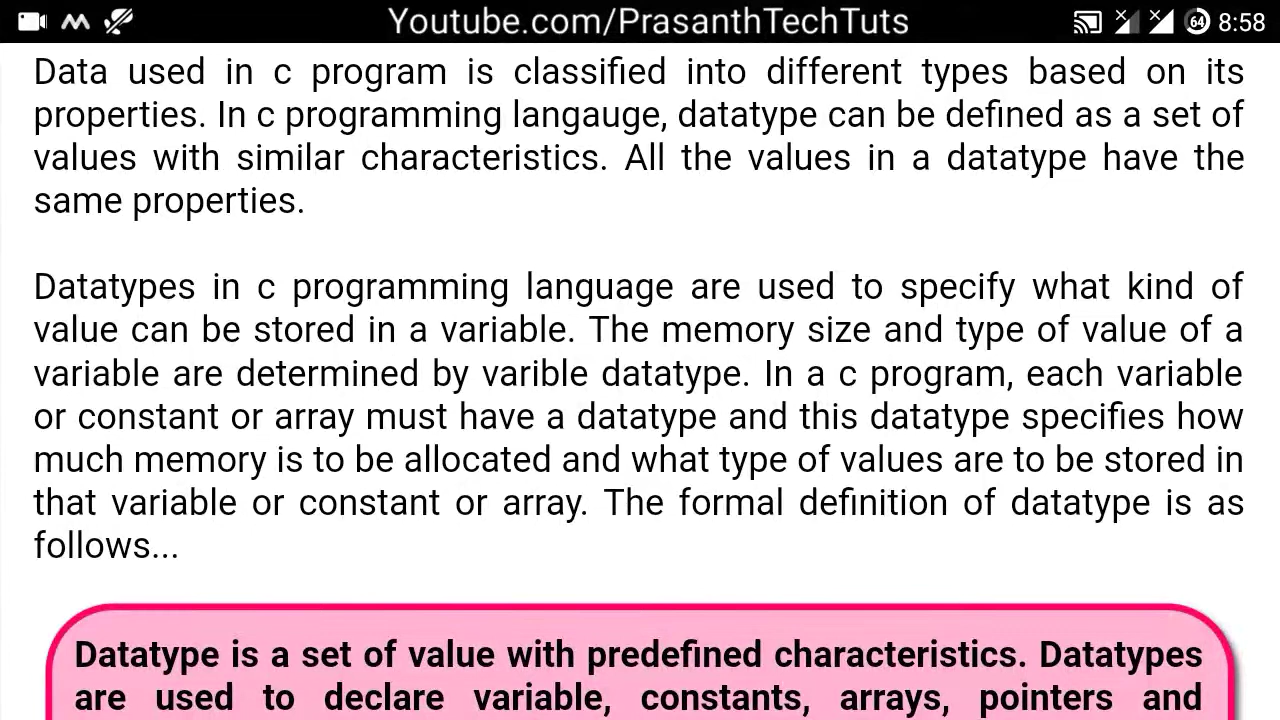 Youtube.com/PrasanthTechTuts
64 8:58
Data used in c program is classified into different types based on its
properties. In c programming langauge, datatype can be defined as a set of
values with similar characteristics. All the values in a datatype have the
same properties.
Datatypes in c programming language are used to specify what kind of
value can be stored in a variable. The memory size and type of value of a
variable are determined by varible datatype. In a c program, each variable
or constant or array must have a datatype and this datatype specifies how
much memory is to be allocated and what type of values are to be stored in
that variable or constant or array. The formal definition of datatype is as
follows...
Datatype is a set of value with predefined characteristics. Datatypes
are used to declare variable, constants, arrays, pointers and